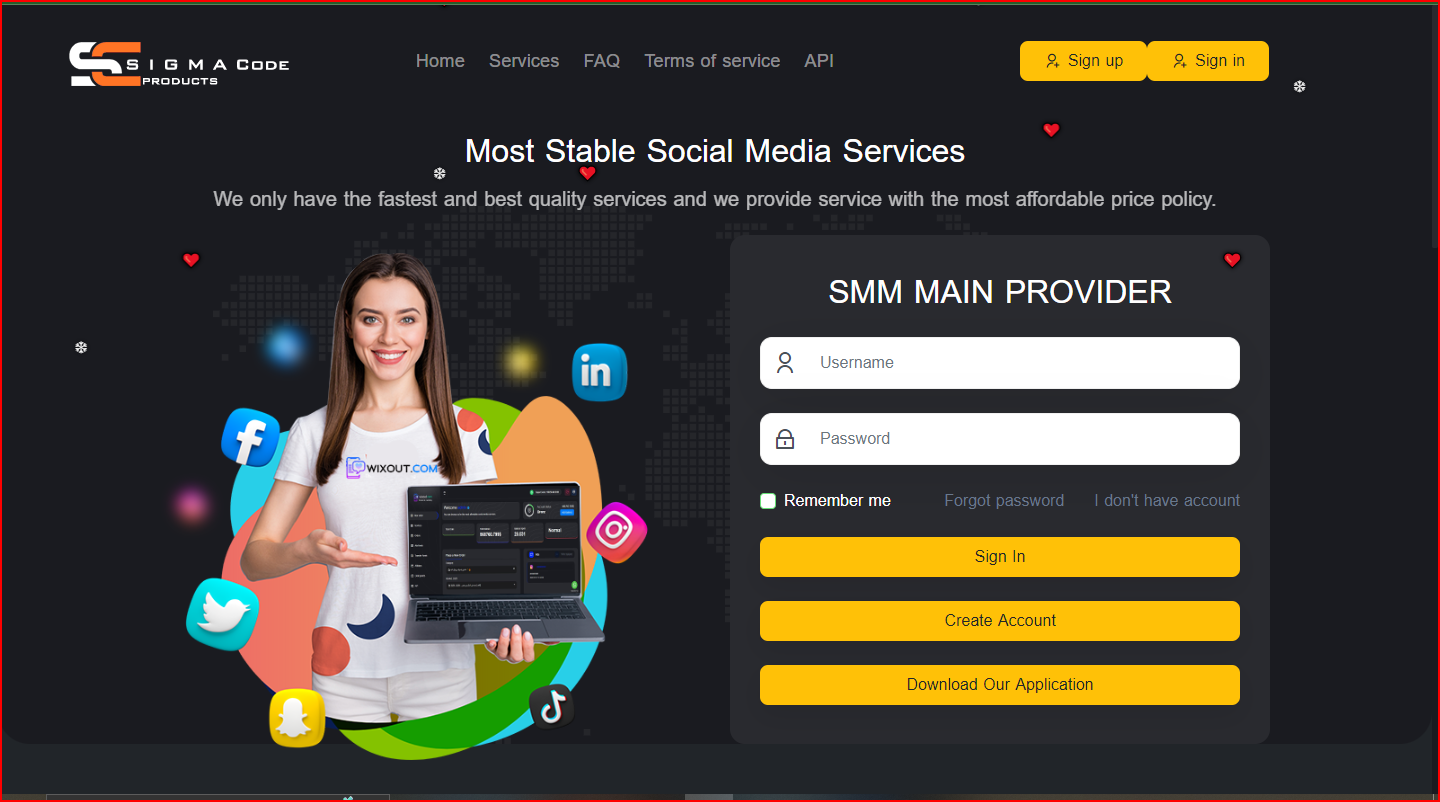 SIGMA CODE
PRODUCTS
Home Services FAQ Terms of service API
Sign up Sign in
Most Stable Social Media Services
We only have the fastest and best quality services and we provide service with the most affordable price policy.
SMM MAIN PROVIDER
Username
Password
Remember me Forgot password I don't have account
Sign In
Create Account
Download Our Application
WIXOUT.COM
in
f